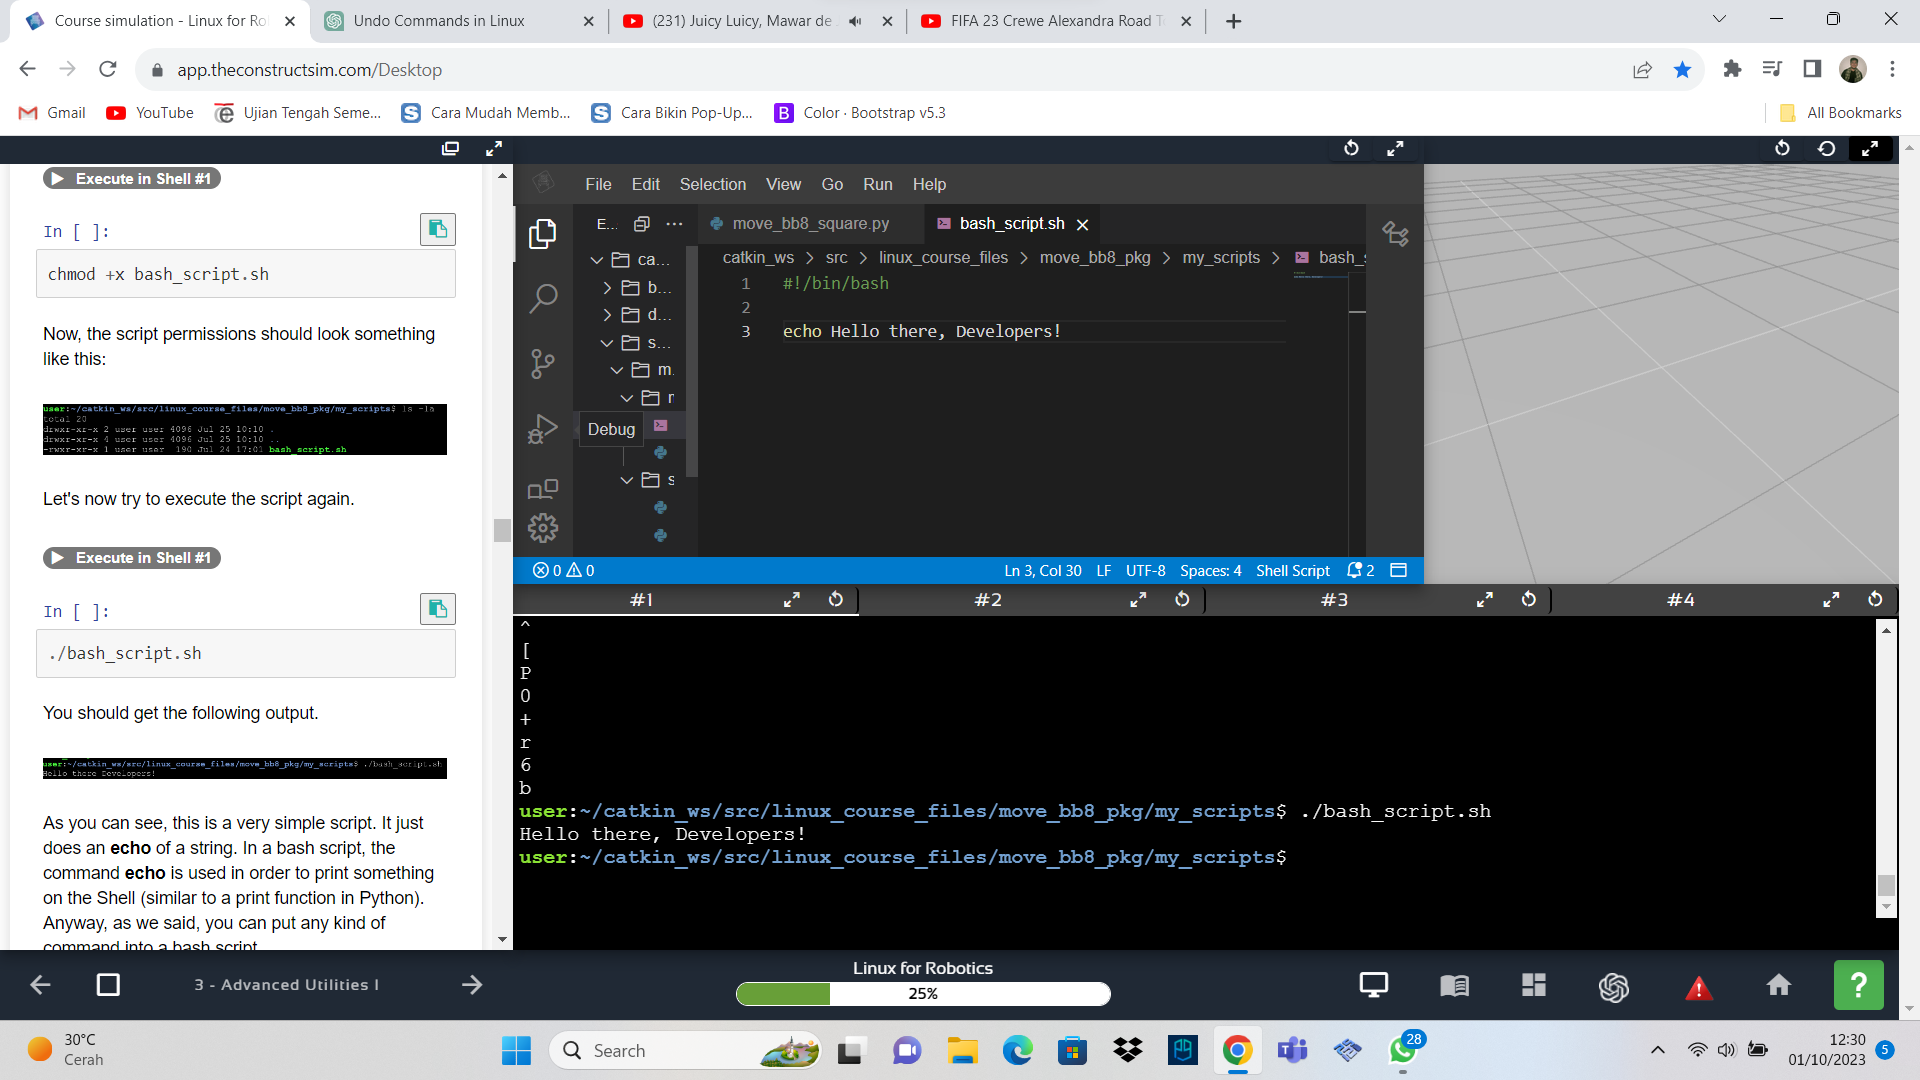 Course simulation - Linux for Ro
Undo Commands in Linux
(231) Juicy Luicy, Mawar de
FIFA 23 Crewe Alexandra Road T
app.theconstructsim.com/Desktop
Gmail
YouTube
Ujian Tengah Seme...
Cara Mudah Memb...
Cara Bikin Pop-Up...
Color · Bootstrap v5.3
All Bookmarks
Execute in Shell #1
In [ ]:
chmod +x bash_script.sh
Now, the script permissions should look something
like this:
user:~/catkin_ws/src/linux_course_files/move_bb8_pkg/my_scripts$ ls -la
total 20
drwxr-xr-x 2 user user 4096 Jul 25 10:10 .
drwxr-xr-x 4 user user 4096 Jul 25 10:10 ..
-rwxr-xr-x 1 user user 190 Jul 24 17:01 bash_script.sh
Let's now try to execute the script again.
Execute in Shell #1
In [ ]:
./bash_script.sh
You should get the following output.
user:~/catkin_ws/src/linux_course_files/move_bb8_pkg/my_scripts$ ./bash_script.sh
Hello there Developers!
As you can see, this is a very simple script. It just
does an echo of a string. In a bash script, the
command echo is used in order to print something
on the Shell (similar to a print function in Python).
Anyway, as we said, you can put any kind of
command into a bash script
File Edit Selection View Go Run Help
E...
move_bb8_square.py
bash_script.sh
catkin_ws > src > linux_course_files > move_bb8_pkg > my_scripts > bash_s
ca...
b...
d...
s...
m.
r
Debug
s
1 #!/bin/bash
2
3 echo Hello there, Developers!
0 0
Ln 3, Col 30 LF UTF-8 Spaces: 4 Shell Script 2
#1
#2
#3
#4
^
[
P
0
+
r
6
b
user:~/catkin_ws/src/linux_course_files/move_bb8_pkg/my_scripts$ ./bash_script.sh
Hello there, Developers!
user:~/catkin_ws/src/linux_course_files/move_bb8_pkg/my_scripts$
3 - Advanced Utilities I
Linux for Robotics
25%
?
30°C
Cerah
Search
28
12:30
01/10/2023
5